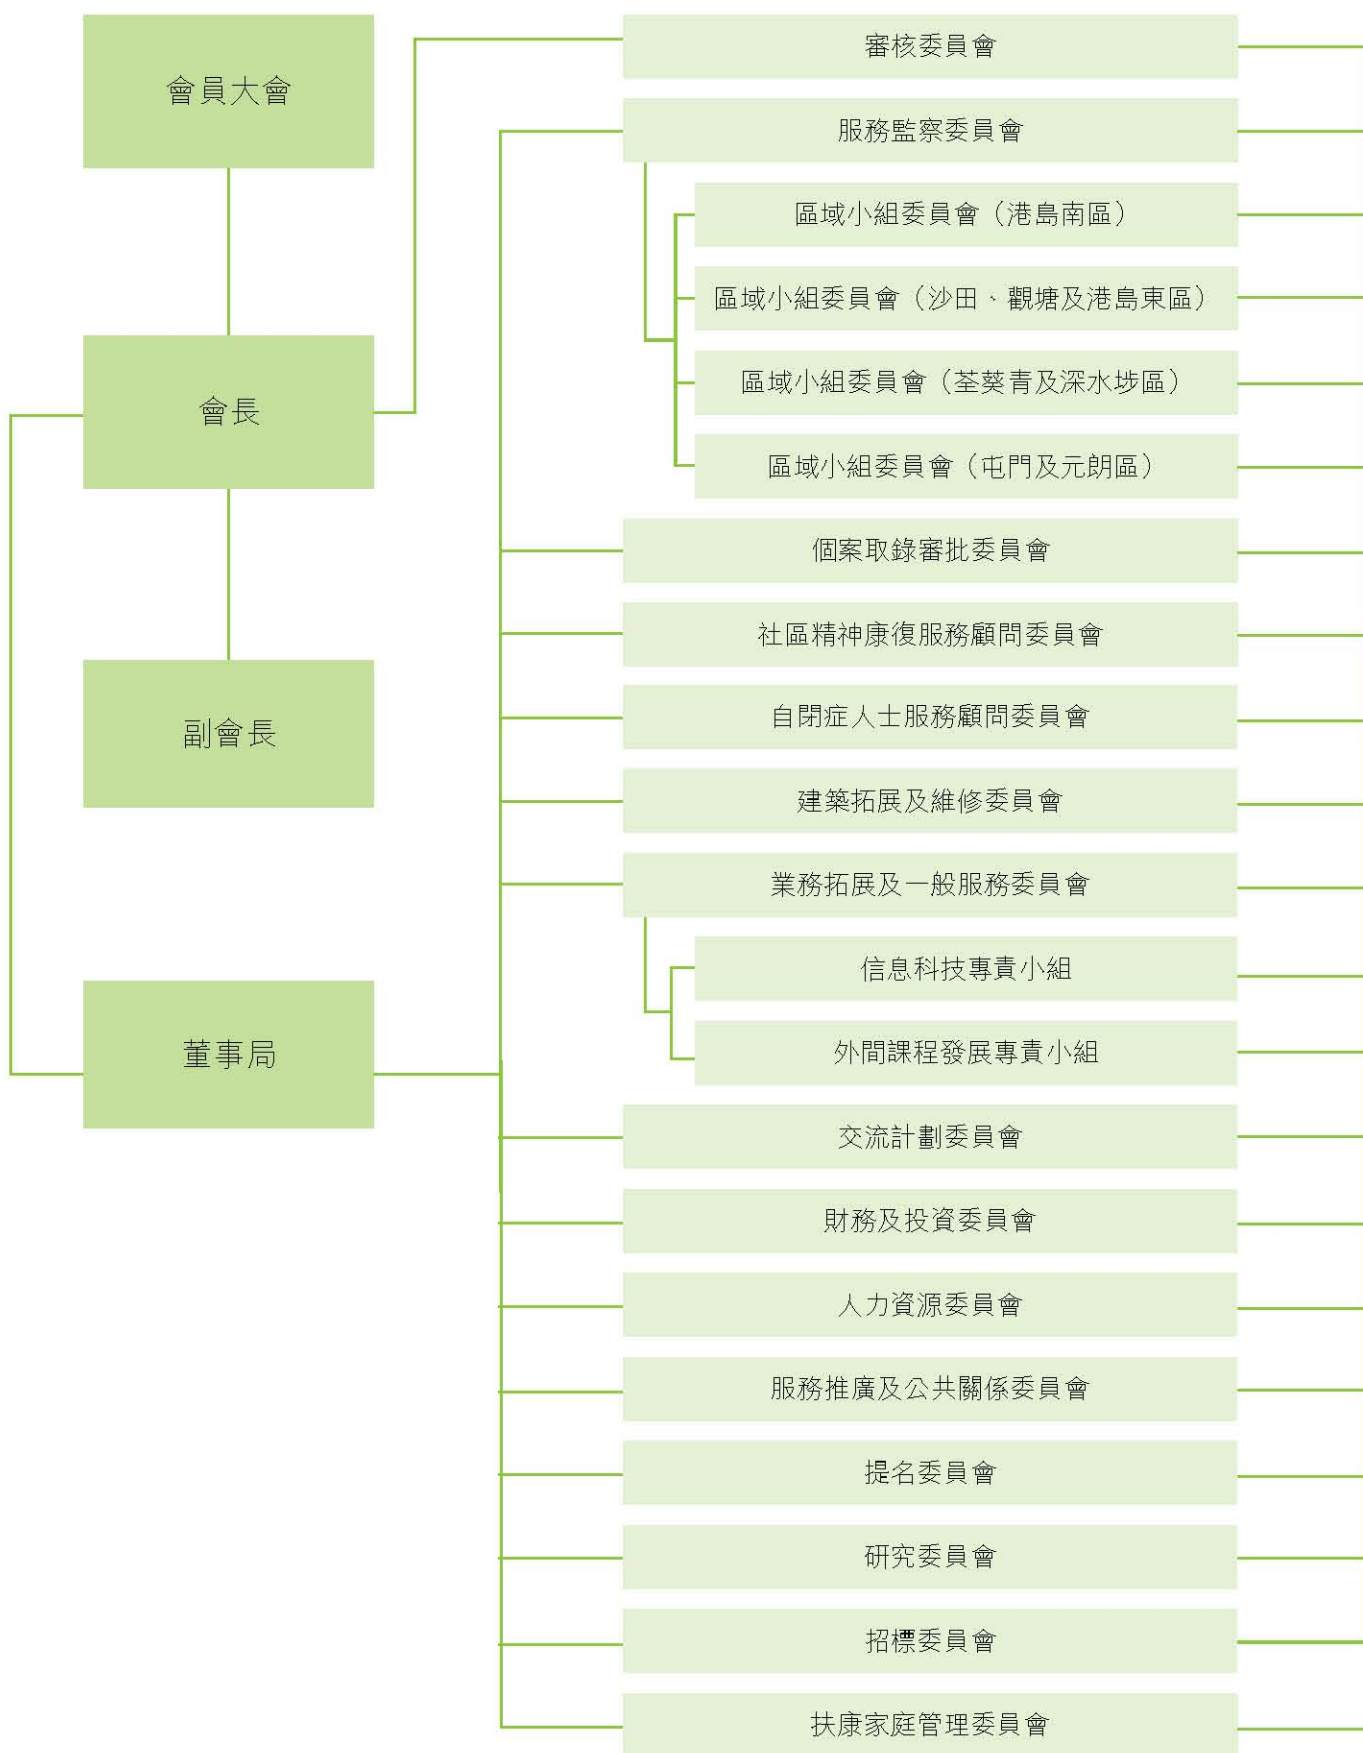 會員大會
會長
副會長
董事局
審核委員會
服務監察委員會
區域小組委員會（港島南區）
區域小組委員會（沙田、觀塘及港島東區）
區域小組委員會（荃葵青及深水埗區）
區域小組委員會（屯門及元朗區）
個案取錄審批委員會
社區精神康復服務顧問委員會
自閉症人士服務顧問委員會
建築拓展及維修委員會
業務拓展及一般服務委員會
信息科技專責小組
外間課程發展專責小組
交流計劃委員會
財務及投資委員會
人力資源委員會
服務推廣及公共關係委員會
提名委員會
研究委員會
招標委員會
扶康家庭管理委員會